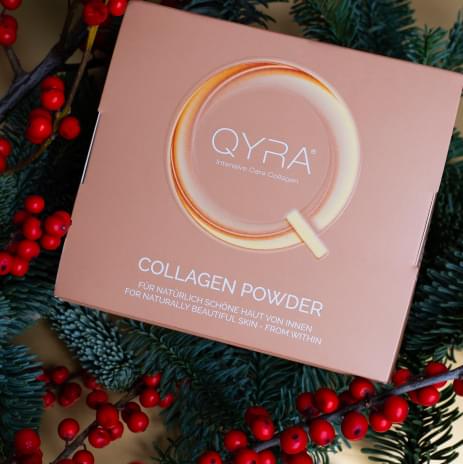 QYRA®
Intensive Care Collagen
COLLAGEN POWDER
FÜR NATÜRLICH SCHÖNE HAUT VON INNEN
FOR NATURALLY BEAUTIFUL SKIN - FROM WITHIN